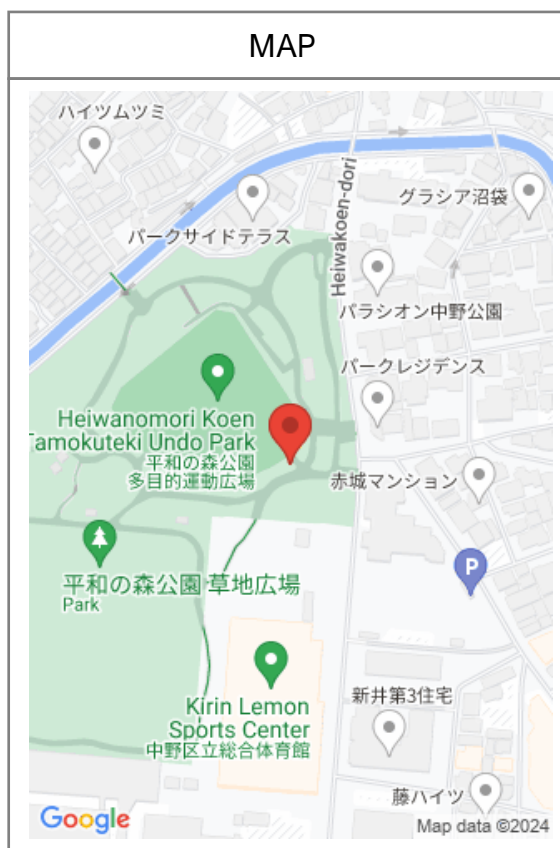 MAP
ハイツムツミ
グラシア沼袋
パークサイドテラス
Heiwakoen-dori
パラシオン中野公園
パークレジデンス
Heiwanomori Koen
Tamokuteki Undo Park
平和の森公園
多目的運動広場
赤城マンション
P
平和の森公園 草地広場
Park
Kirin Lemon
Sports Center
中野区立総合体育館
新井第3住宅
藤ハイツ
Google
Map data ©2024